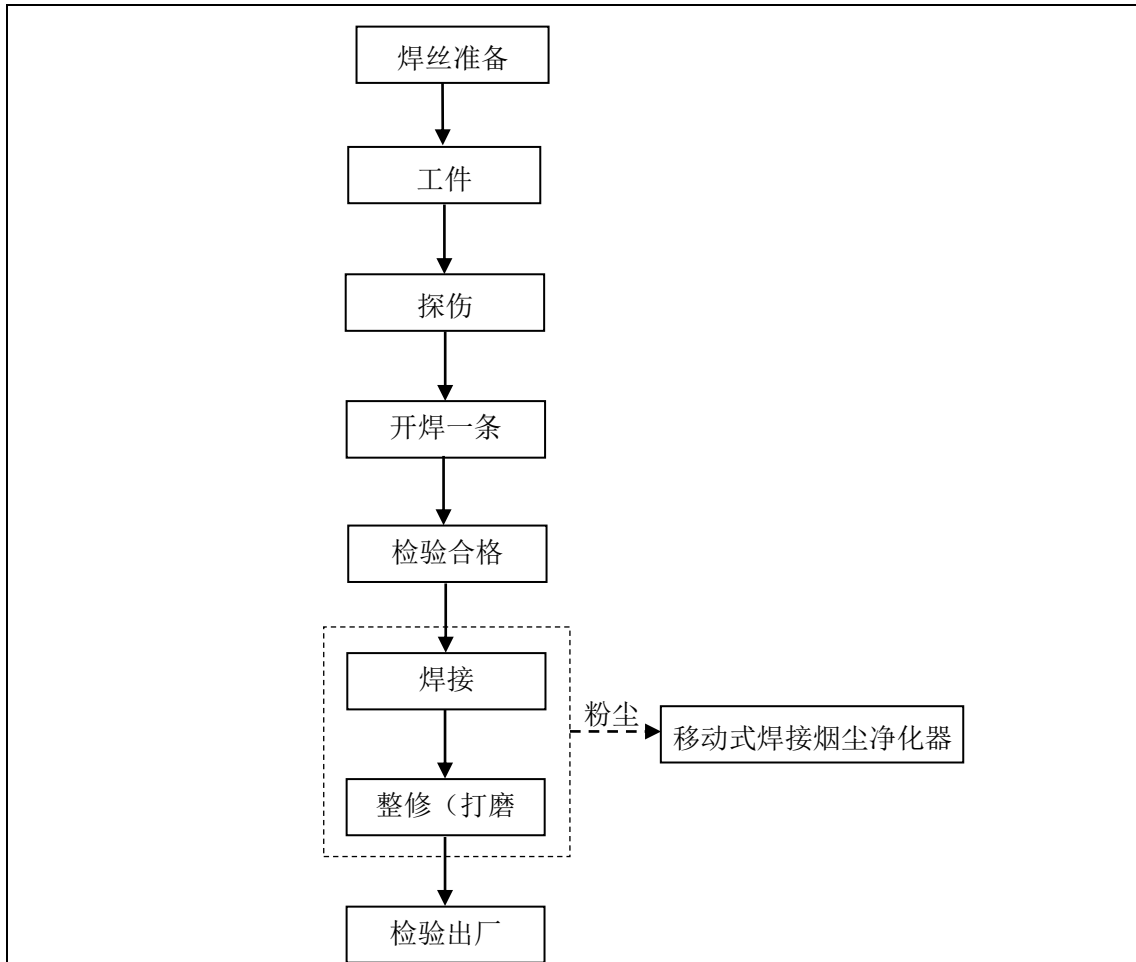 焊丝准备
工件
探伤
开焊一条
检验合格
焊接
粉尘
移动式焊接烟尘净化器
整修（打磨
检验出厂